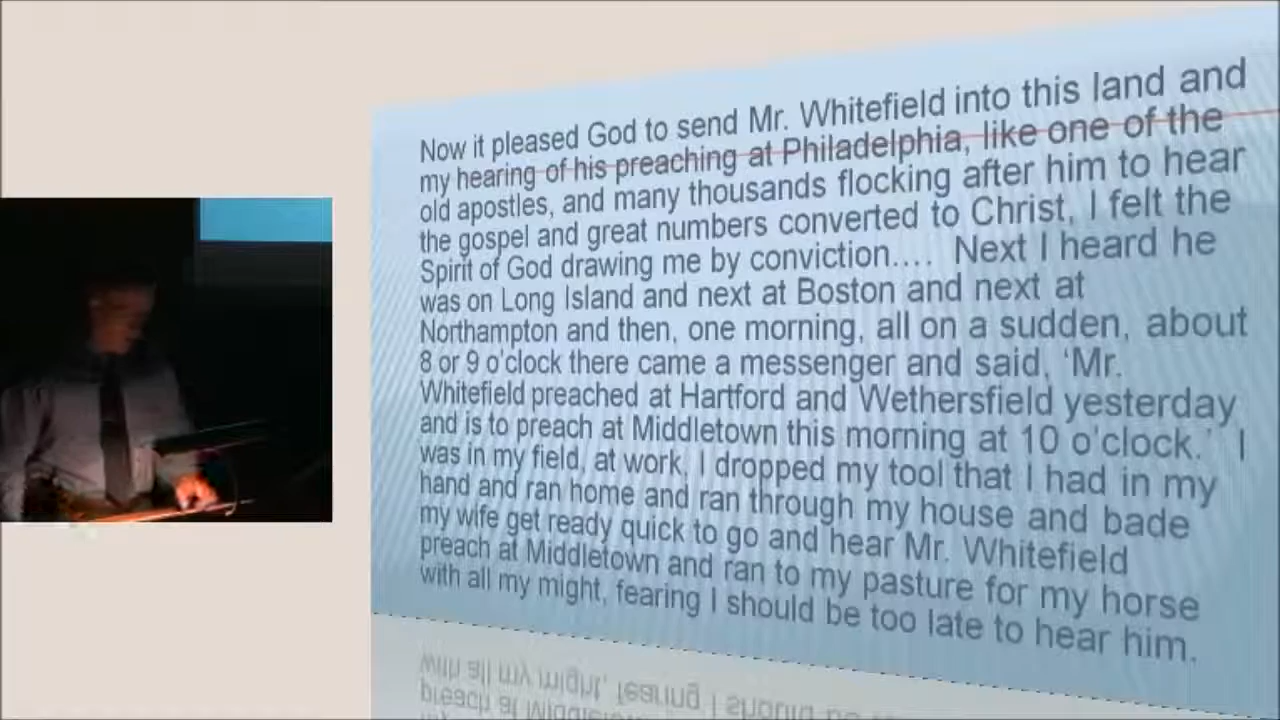 Now it pleased God to send Mr. Whitefield into this land and
my hearing of his preaching at Philadelphia, like one of the
old apostles, and many thousands flocking after him to hear
the gospel and great numbers converted to Christ, I felt the
Spirit of God drawing me by conviction.... Next I heard he
was on Long Island and next at Boston and next at
Northampton and then, one morning, all on a sudden, about
8 or 9 o'clock there came a messenger and said, 'Mr.
Whitefield preached at Hartford and Wethersfield yesterday
and is to preach at Middletown this morning at 10 o'clock.' I
was in my field, at work, I dropped my tool that I had in my
hand and ran home and ran through my house and bade
my wife get ready quick to go and hear Mr. Whitefield
preach at Middletown and ran to my pasture for my horse
with all my might, fearing I should be too late to hear him.